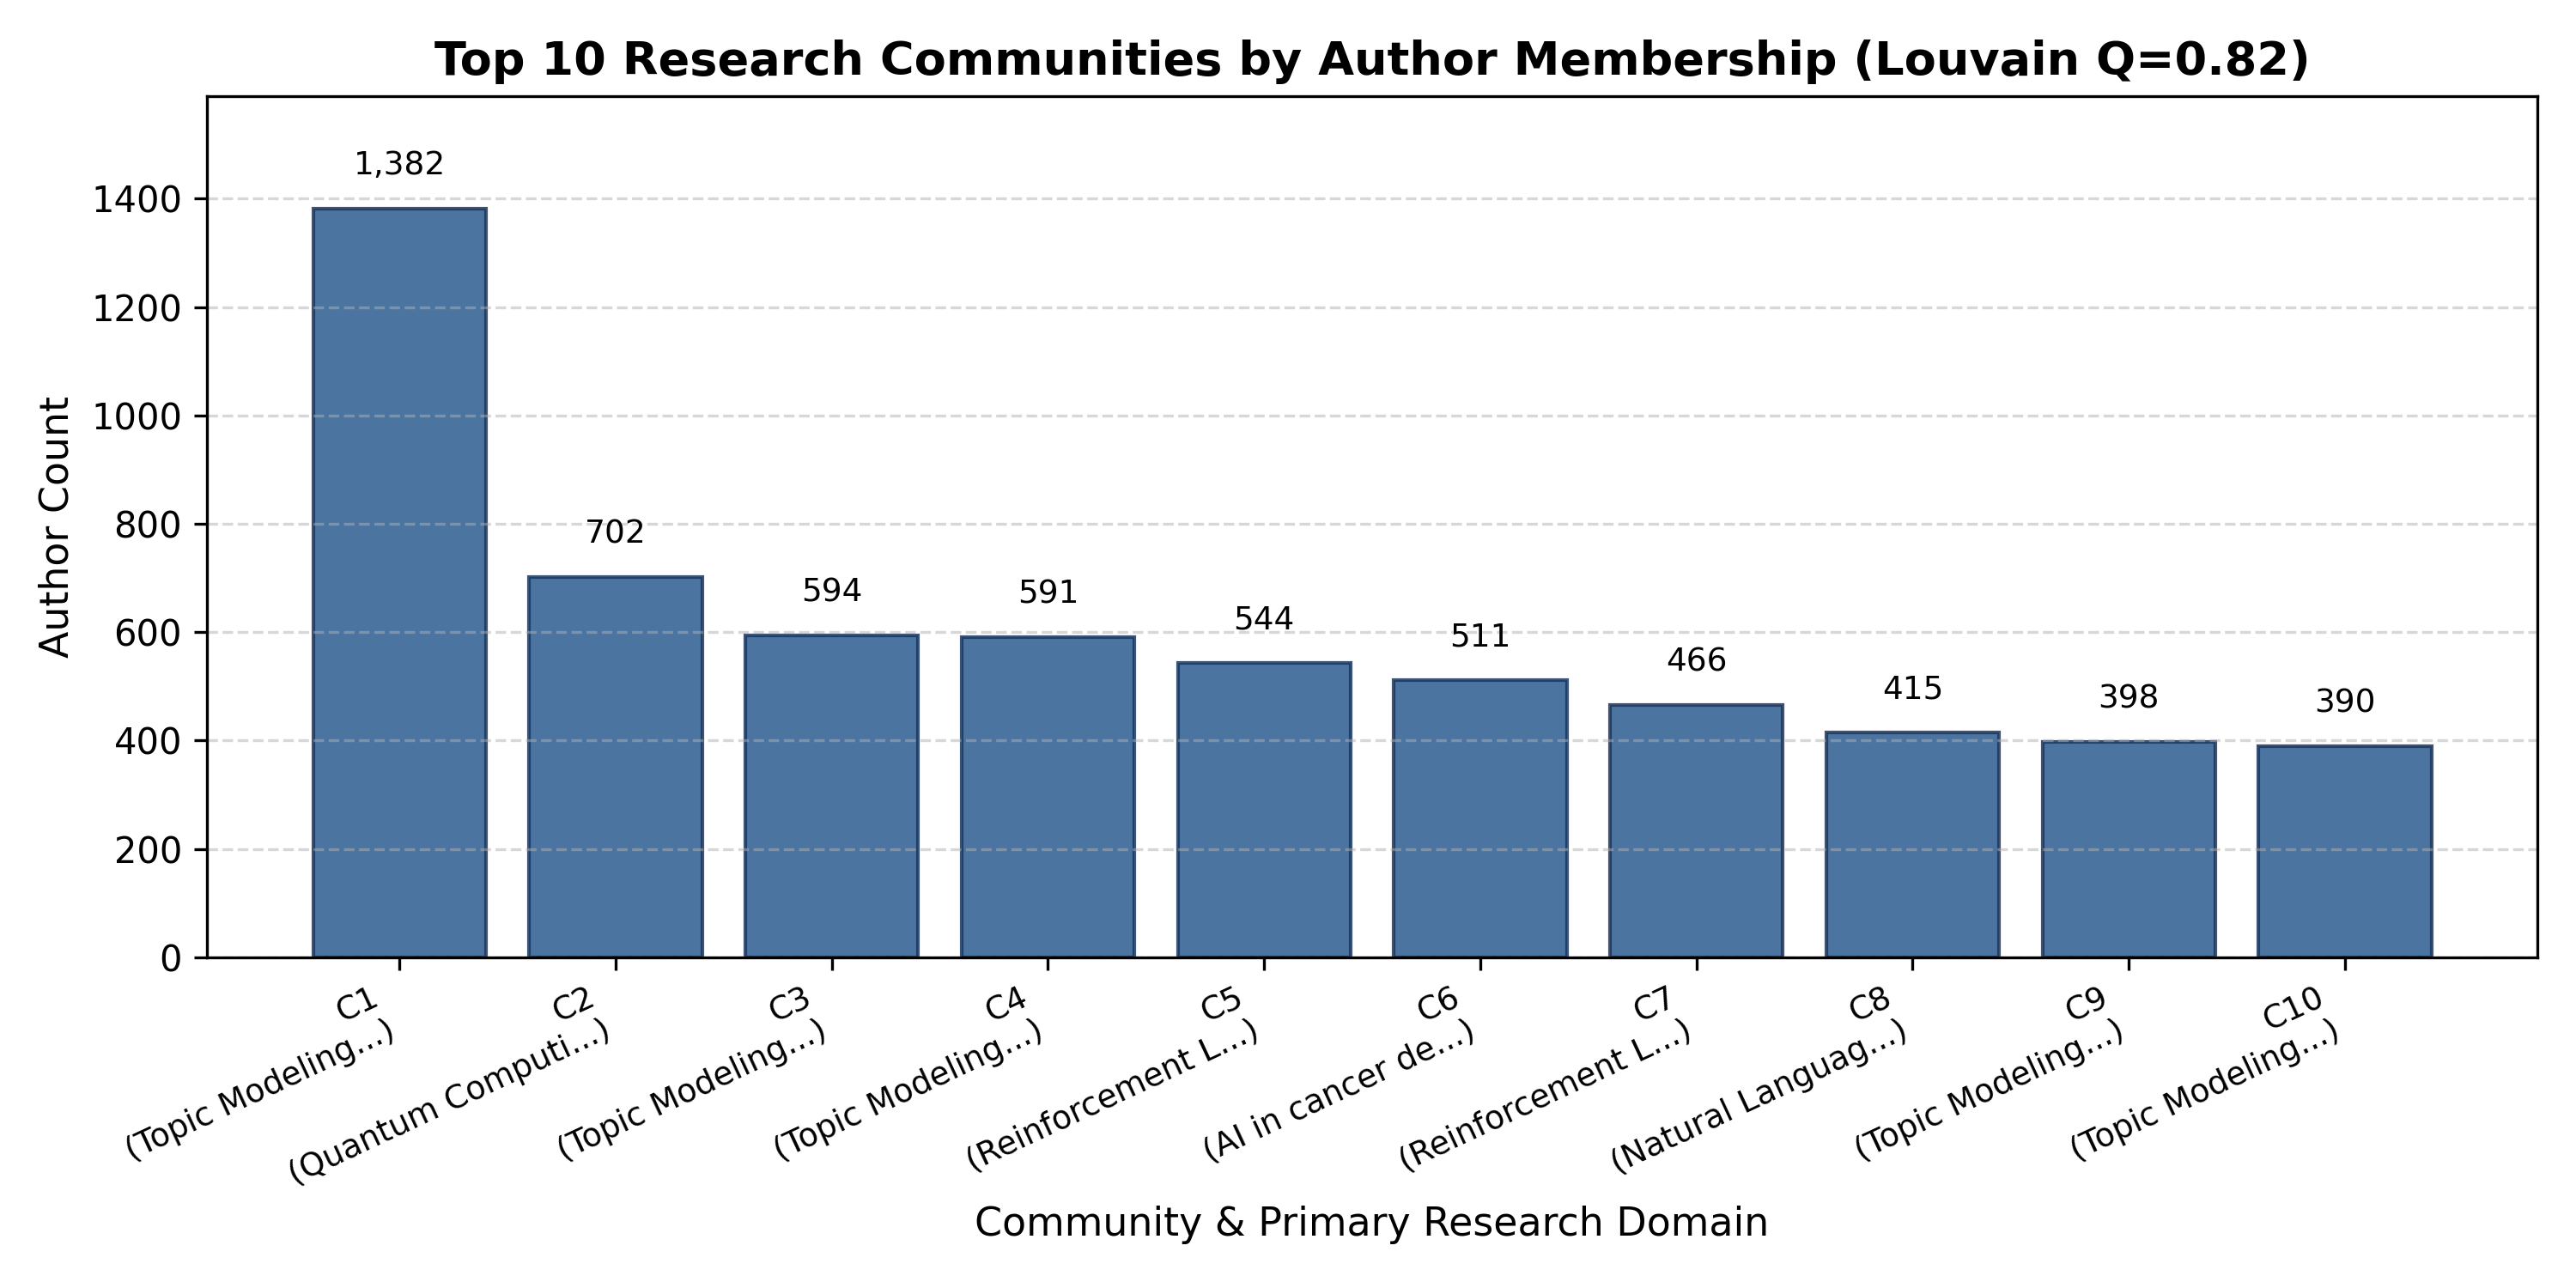 Top 10 Research Communities by Author Membership (Louvain Q=0.82)
Author Count
1400
1200
1000
800
600
400
200
0
1,382
702
594
591
544
511
466
415
398
390
C1
(Topic Modeling...)
C2
(Quantum Computi...)
C3
(Topic Modeling...)
C4
(Topic Modeling...)
C5
(Reinforcement L...)
C6
(AI in cancer de...)
C7
(Reinforcement L...)
C8
(Natural Languag...)
C9
(Topic Modeling...)
C10
(Topic Modeling...)
Community & Primary Research Domain